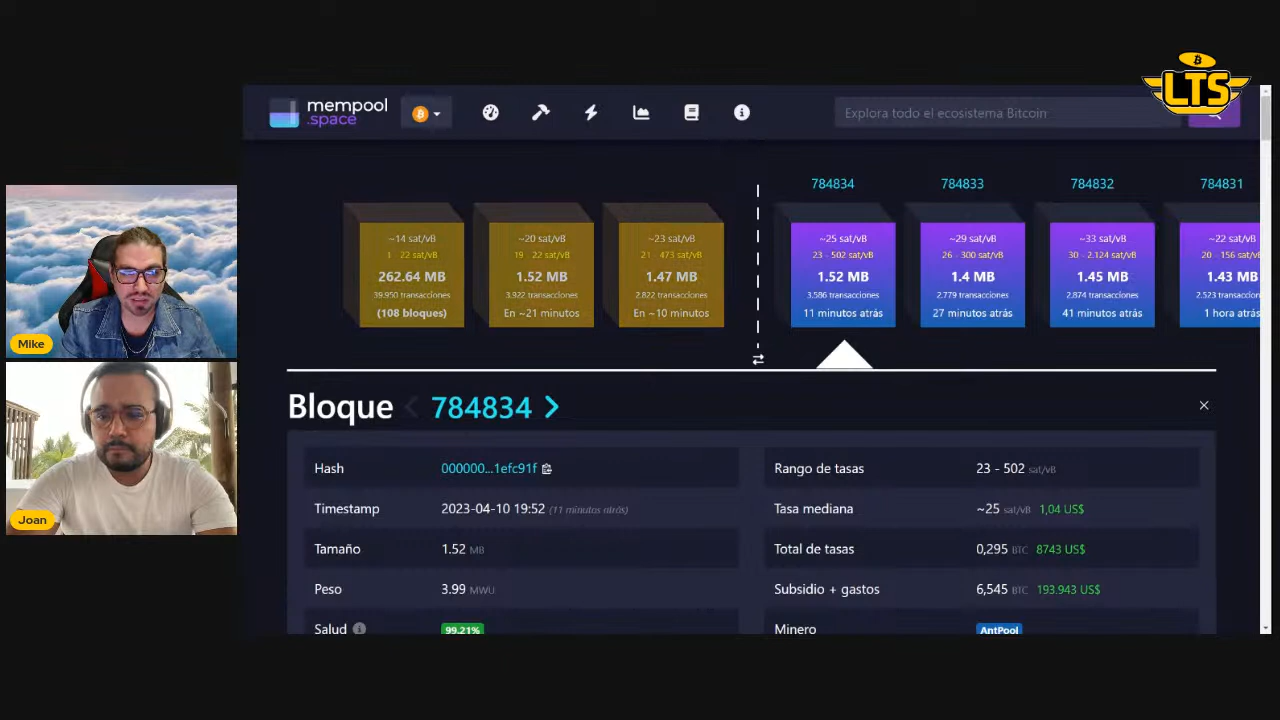 LTS
mempool
.space
Explora todo el ecosistema Bitcoin
784834
784833
784832
784831
~14 sat/vB
1 - 22 sat/vB
262.64 MB
39.950 transacciones
(108 bloques)
~20 sat/vB
19 - 22 sat/vB
1.52 MB
3.922 transacciones
En ~21 minutos
~23 sat/vB
21 - 473 sat/vB
1.47 MB
2.822 transacciones
En ~10 minutos
~25 sat/vB
23 - 502 sat/vB
1.52 MB
3.586 transacciones
11 minutos atrás
~29 sat/vB
26 - 300 sat/vB
1.4 MB
2.779 transacciones
27 minutos atrás
~33 sat/vB
30 - 2.124 sat/vB
1.45 MB
2.874 transacciones
41 minutos atrás
~22 sat/vB
20 - 156 sat/vB
1.43 MB
2.523 transacciones
1 hora atrás
Mike
Joan
Bloque 784834
Hash 000000...1efc91f
Timestamp 2023-04-10 19:52 (11 minutos atrás)
Tamaño 1.52 MB
Peso 3.99 MWU
Salud 99.21%
Rango de tasas 23 - 502 sat/vB
Tasa mediana ~25 sat/vB 1,04 US$
Total de tasas 0,295 BTC 8743 US$
Subsidio + gastos 6,545 BTC 193.943 US$
Minero AntPool